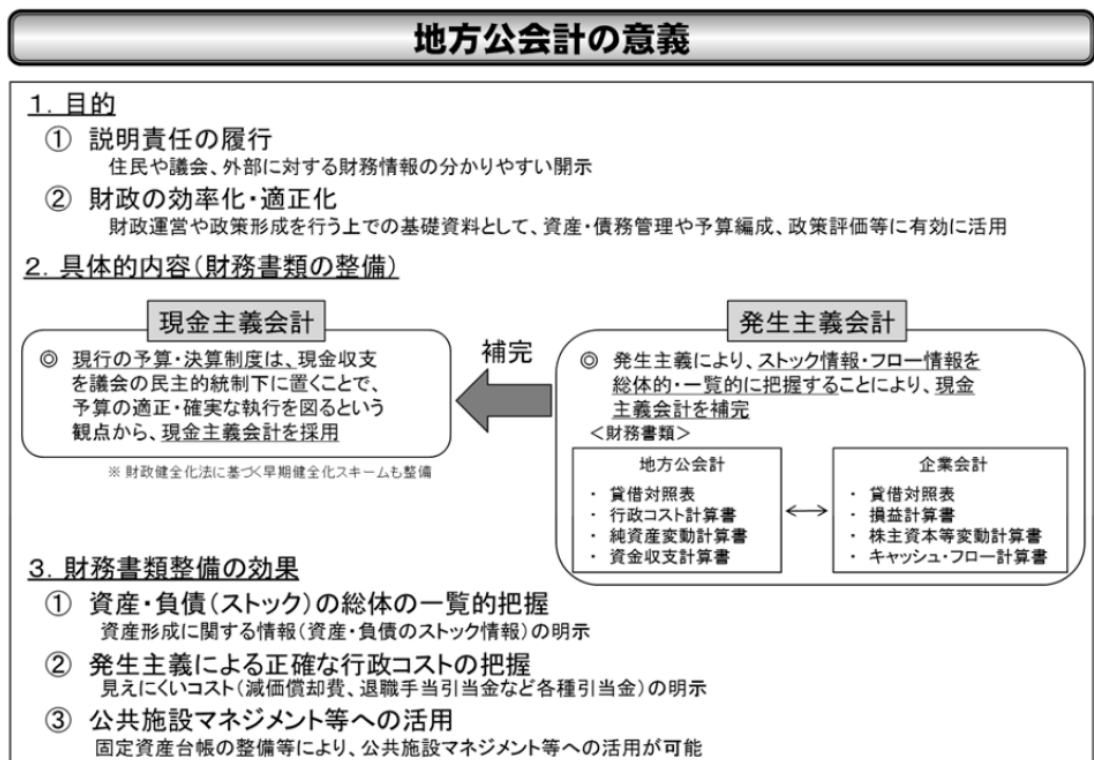 地方公会計の意義
1．目的
① 説明責任の履行
住民や議会、外部に対する財務情報の分かりやすい開示
② 財政の効率化・適正化
財政運営や政策形成を行う上での基礎資料として、資産・債務管理や予算編成、政策評価等に有効に活用
2．具体的内容（財務書類の整備）
現金主義会計
◎ 現行の予算・決算制度は、現金収支
を議会の民主的統制下に置くことで、
予算の適正・確実な執行を図るという
観点から、現金主義会計を採用
※ 財政健全化法に基づく早期健全化スキームも整備
補完
発生主義会計
◎ 発生主義により、ストック情報・フロー情報を
総体的・一覧的に把握することにより、現金
主義会計を補完
＜財務書類＞
地方公会計
・ 貸借対照表
・ 行政コスト計算書
・ 純資産変動計算書
・ 資金収支計算書
企業会計
・ 貸借対照表
・ 損益計算書
・ 株主資本等変動計算書
・ キャッシュ・フロー計算書
3．財務書類整備の効果
① 資産・負債（ストック）の総体の一覧的把握
資産形成に関する情報（資産・負債のストック情報）の明示
② 発生主義による正確な行政コストの把握
見えにくいコスト（減価償却費、退職手当引当金など各種引当金）の明示
③ 公共施設マネジメント等への活用
固定資産台帳の整備等により、公共施設マネジメント等への活用が可能